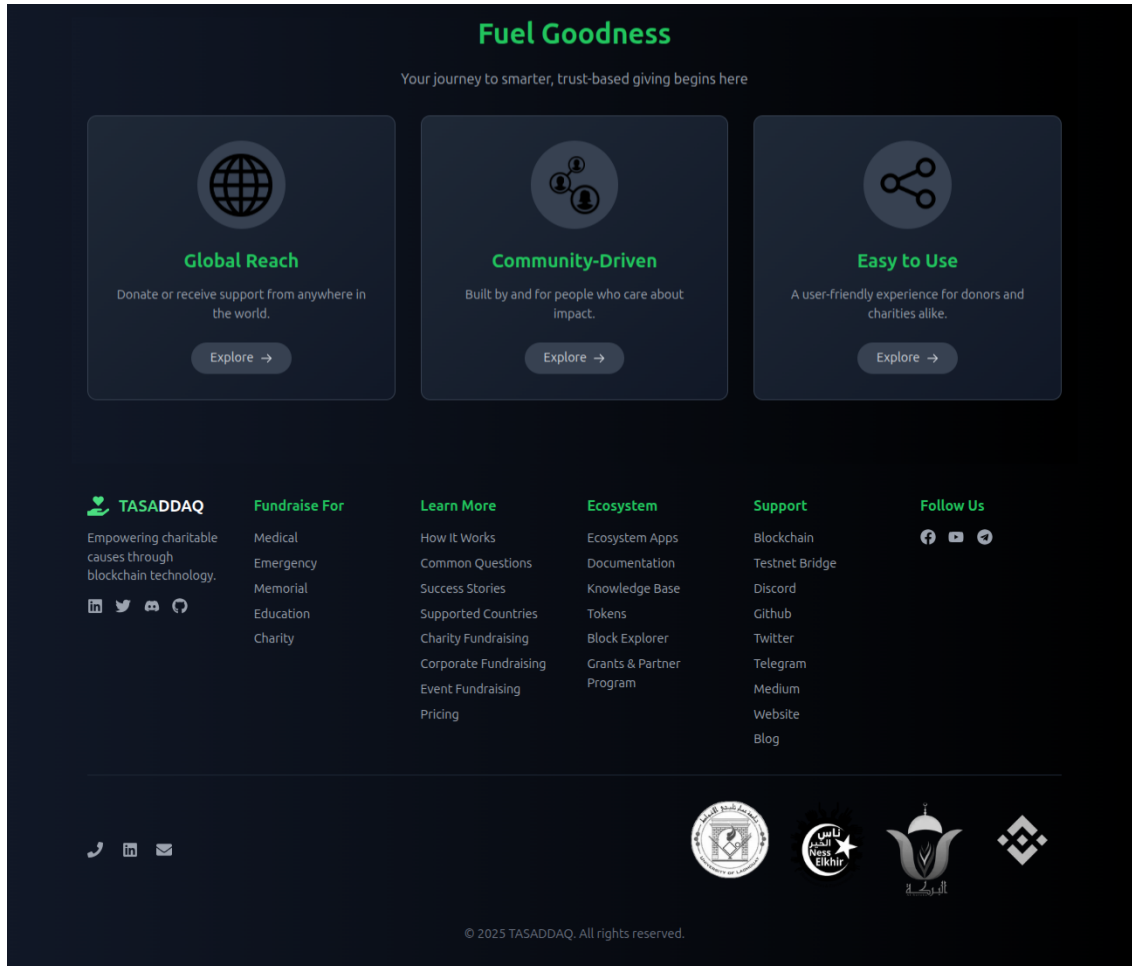 Fuel Goodness
Your journey to smarter, trust-based giving begins here
Global Reach
Donate or receive support from anywhere in
the world.
Explore →
Community-Driven
Built by and for people who care about
impact.
Explore →
Easy to Use
A user-friendly experience for donors and
charities alike.
Explore →
TASADDAQ
Empowering charitable
causes through
blockchain technology.
Fundraise For
Medical
Emergency
Memorial
Education
Charity
Learn More
How It Works
Common Questions
Success Stories
Supported Countries
Charity Fundraising
Corporate Fundraising
Event Fundraising
Pricing
Ecosystem
Ecosystem Apps
Documentation
Knowledge Base
Tokens
Block Explorer
Grants & Partner
Program
Support
Blockchain
Testnet Bridge
Discord
Github
Twitter
Telegram
Medium
Website
Blog
Follow Us
UNIVERSITY OF LAGHOUAT
ناس
الخير
Ness
Elkhir
البركة
© 2025 TASADDAQ. All rights reserved.